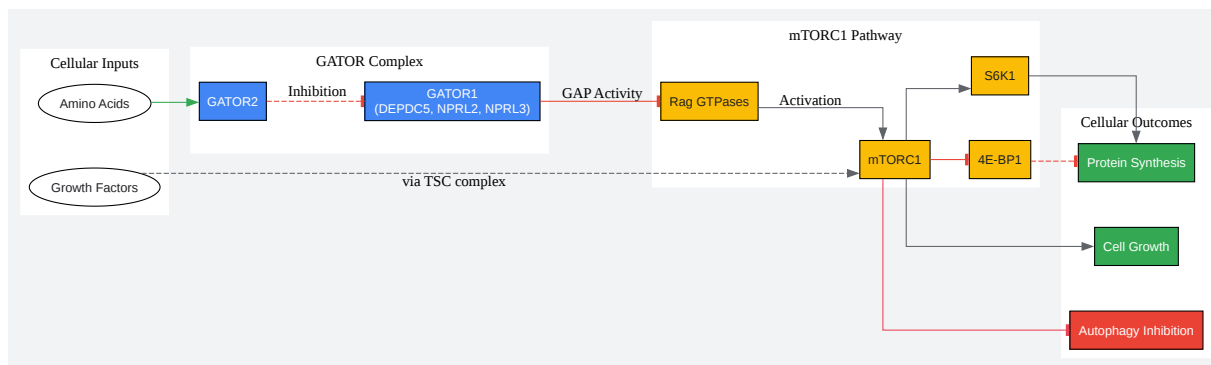 Cellular Inputs
Amino Acids
Growth Factors
GATOR Complex
GATOR2
Inhibition
GATOR1
(DEPDC5, NPRL2, NPRL3)
GAP Activity
via TSC complex
mTORC1 Pathway
Rag GTPases
Activation
mTORC1
S6K1
4E-BP1
Cellular Outcomes
Protein Synthesis
Cell Growth
Autophagy Inhibition